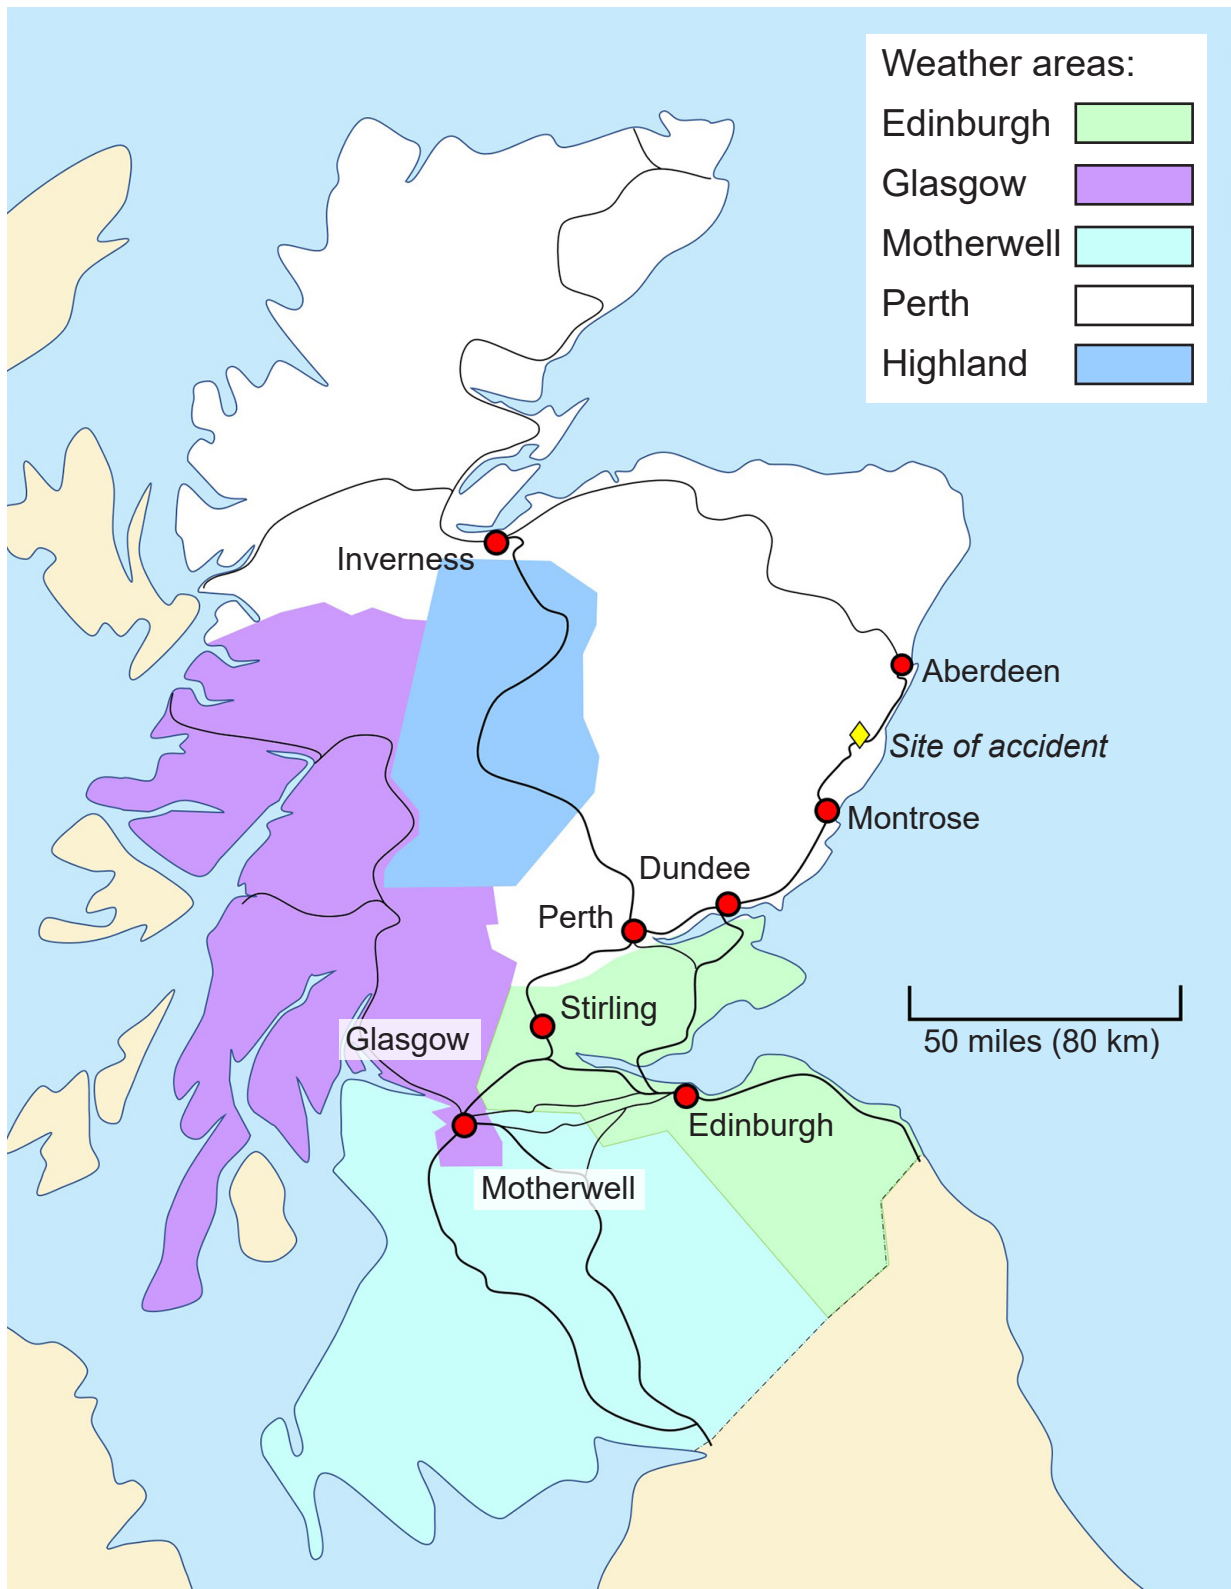 Weather areas:
Edinburgh
Glasgow
Motherwell
Perth
Highland
Inverness
Aberdeen
Site of accident
Montrose
Dundee
Perth
Stirling
50 miles (80 km)
Glasgow
Edinburgh
Motherwell